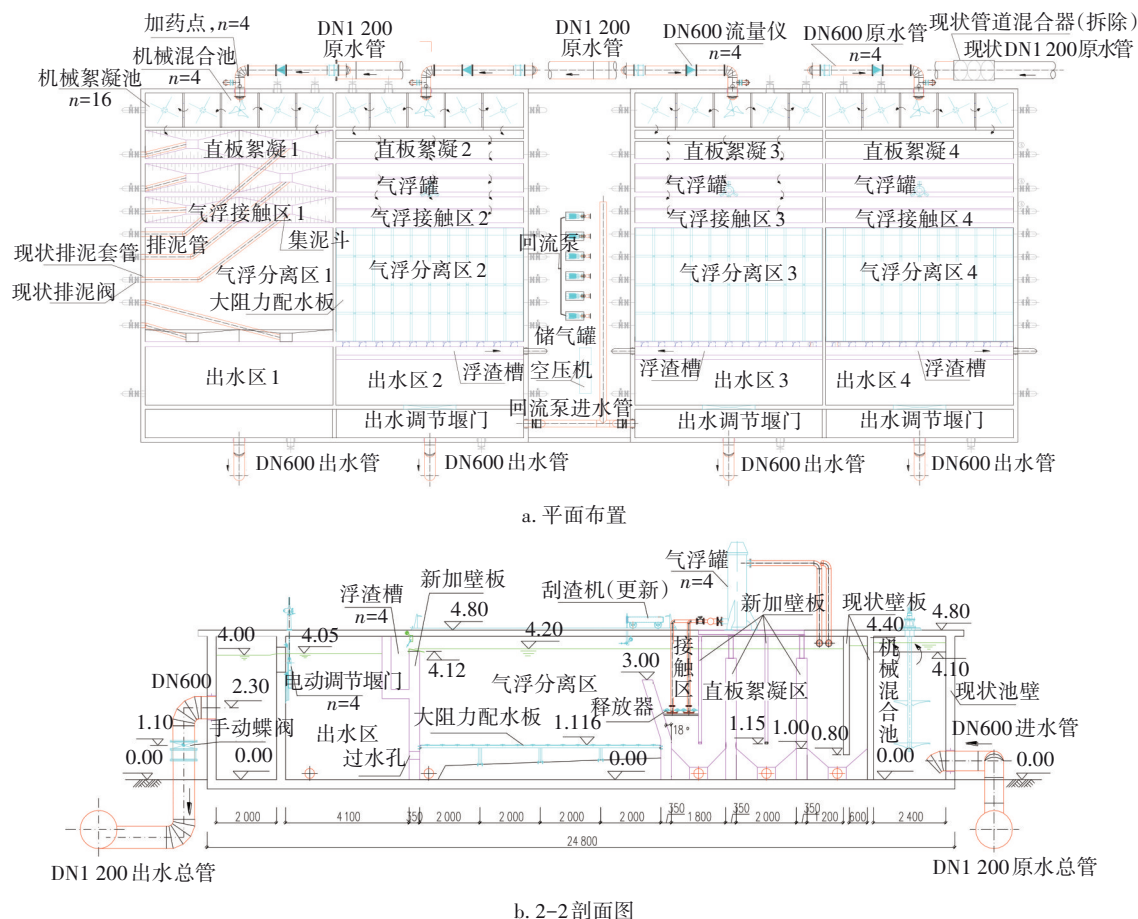 加药点,n=4
DN1 200
原水管
DN1 200
原水管
DN600 流量仪
n=4
DN600 原水管
n=4
现状管道混合器(拆除)
现状DN1 200原水管
机械混合池
n=4
机械絮凝池
n=16
直板絮凝1
直板絮凝2
直板絮凝3
直板絮凝4
气浮罐
气浮罐
气浮罐
气浮接触区1
气浮接触区2
气浮接触区3
气浮接触区4
现状排泥套管
排泥管
集泥斗
回流泵
现状排泥阀
气浮分离区1
气浮分离区2
气浮分离区3
气浮分离区4
大阻力配水板
储气罐
浮渣槽
空压机
浮渣槽
浮渣槽
出水区1
出水区2
出水区3
出水区4
回流泵进水管
出水调节堰门
出水调节堰门
出水调节堰门
DN600出水管
DN600出水管
DN600出水管
DN600出水管
a. 平面布置
气浮罐
n=4
新加壁板
浮渣槽
n=4
刮渣机(更新)
新加壁板
现状壁板
4.80
4.80
4.00
4.05
4.20
4.40
4.12
3.00
接触区
4.10
机械混合池
DN600
2.30
电动调节堰门
n=4
气浮分离区
直板絮凝区
现状池壁
1.10
手动蝶阀
出水区
大阻力配水板
1.116
释放器
18°
1.15
1.00
0.80
DN600 进水管
0.00
0.00
过水孔
0.00
0.00
0.00
2 000
4 100
350
2 000
2 000
2 000
2 000
350
1 800
350
2 000
350
1 200
600
2 400
24 800
DN1 200 出水总管
DN1 200 原水总管
b. 2-2剖面图